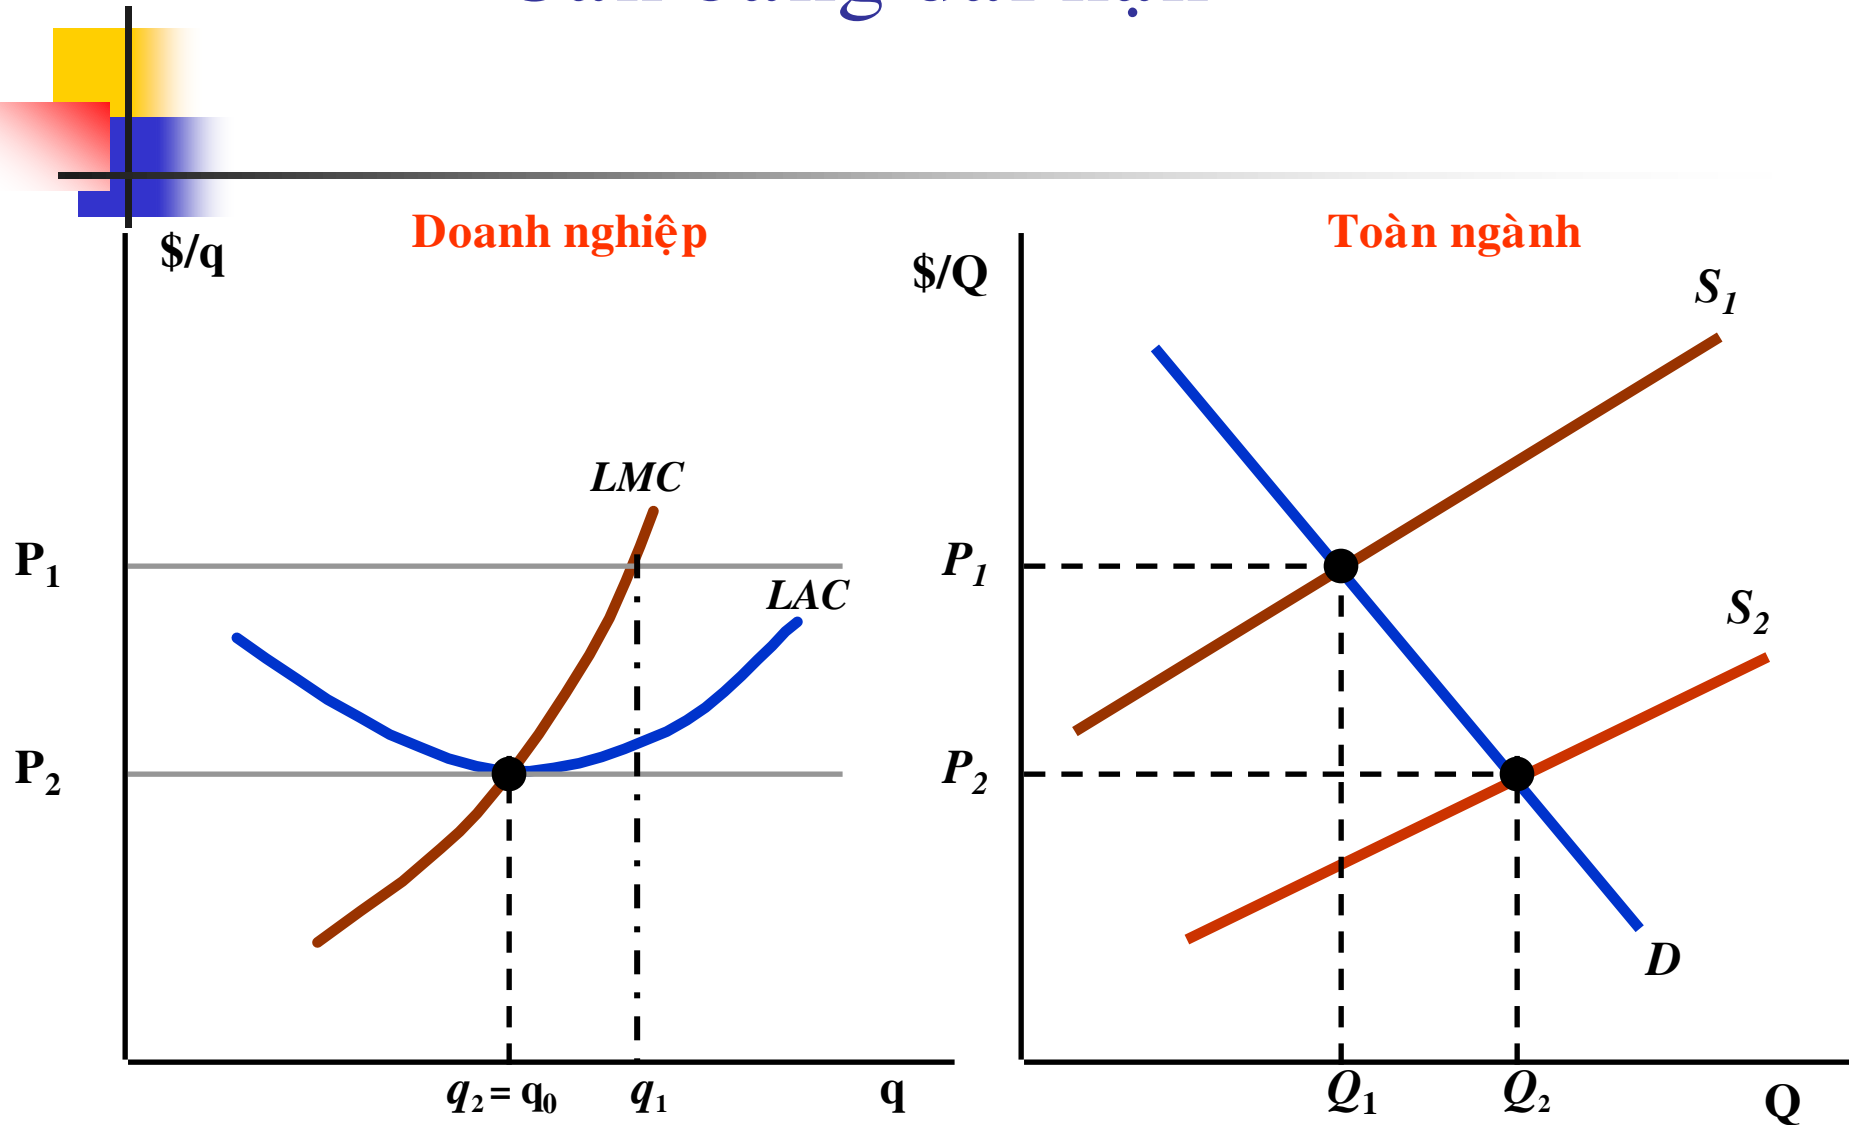 Doanh nghiệp
Toàn ngành
$/q
$/Q
S1
LMC
P1
P1
LAC
S2
P2
P2
D
q2 = q0
q1
q
Q1
Q2
Q